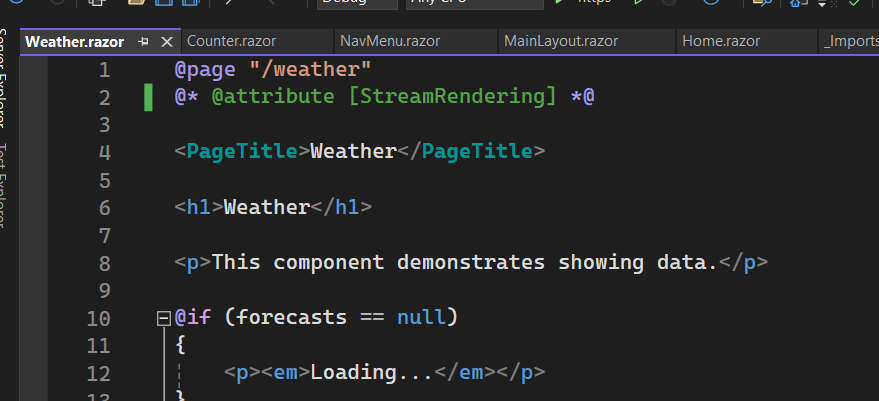 Debug
Any CPU
https
Server Explorer
Test Explorer
Weather.razor
Counter.razor
NavMenu.razor
MainLayout.razor
Home.razor
_Imports
1 @page "/weather"
2 @* @attribute [StreamRendering] *@
3
4 <PageTitle>Weather</PageTitle>
5
6 <h1>Weather</h1>
7
8 <p>This component demonstrates showing data.</p>
9
10 @if (forecasts == null)
11 {
12 <p><em>Loading...</em></p>
13 }